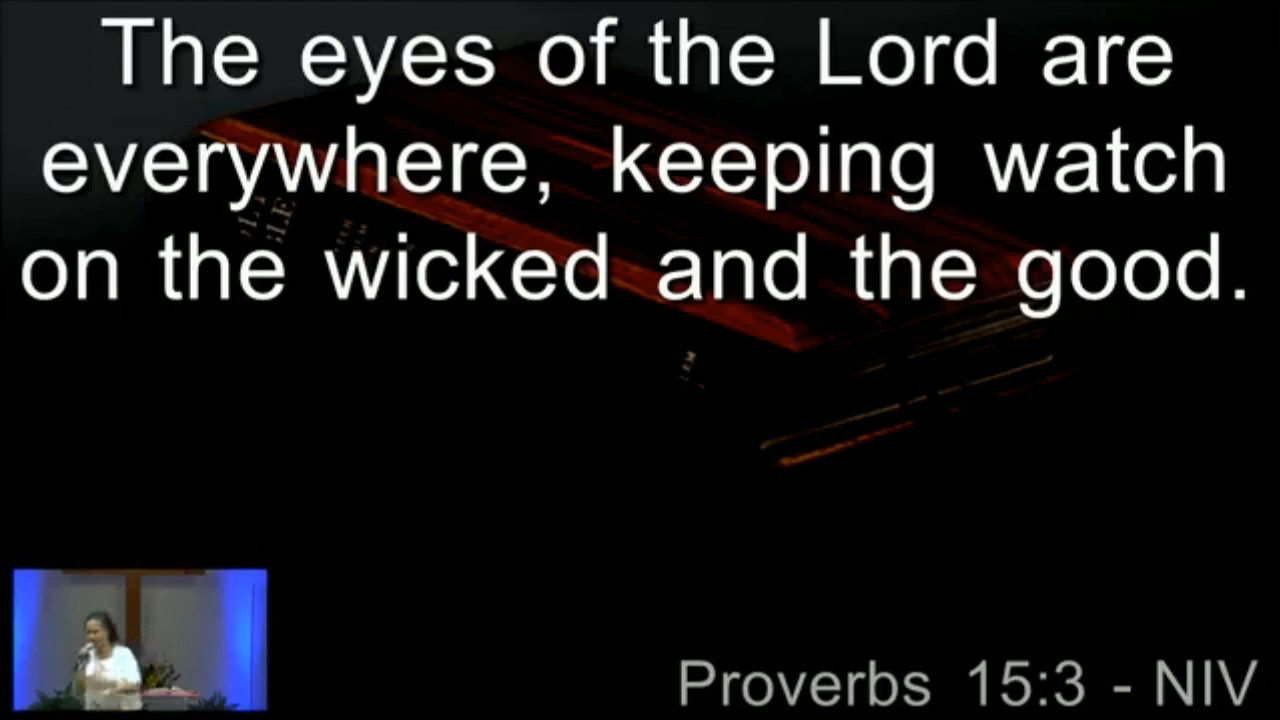 The eyes of the Lord are
everywhere, keeping watch
on the wicked and the good.
Proverbs 15:3 - NIV